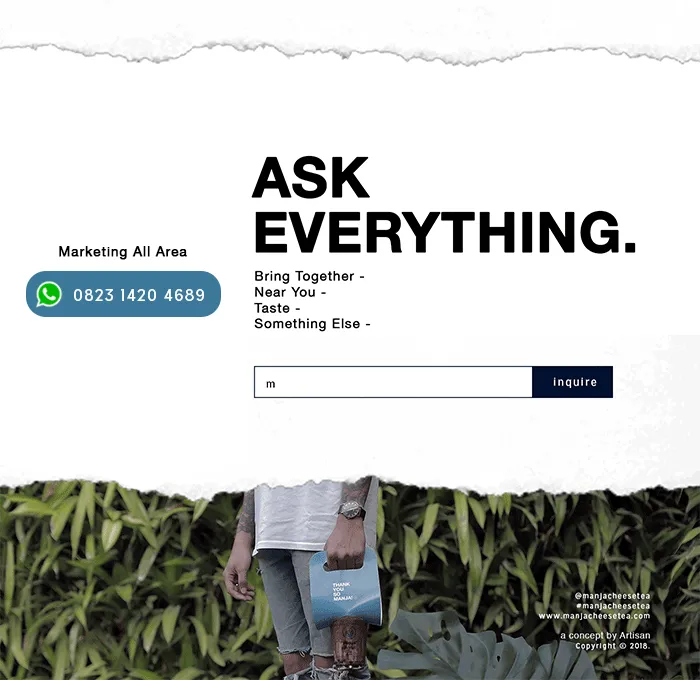 ASK
EVERYTHING.
Marketing All Area
0823 1420 4689
Bring Together -
Near You -
Taste -
Something Else -
m
inquire
THANK
YOU
SO
MANJA!
@manjacheesetea
#manjacheesetea
www.manjacheesetea.com
a concept by Artisan
Copyright © 2018.